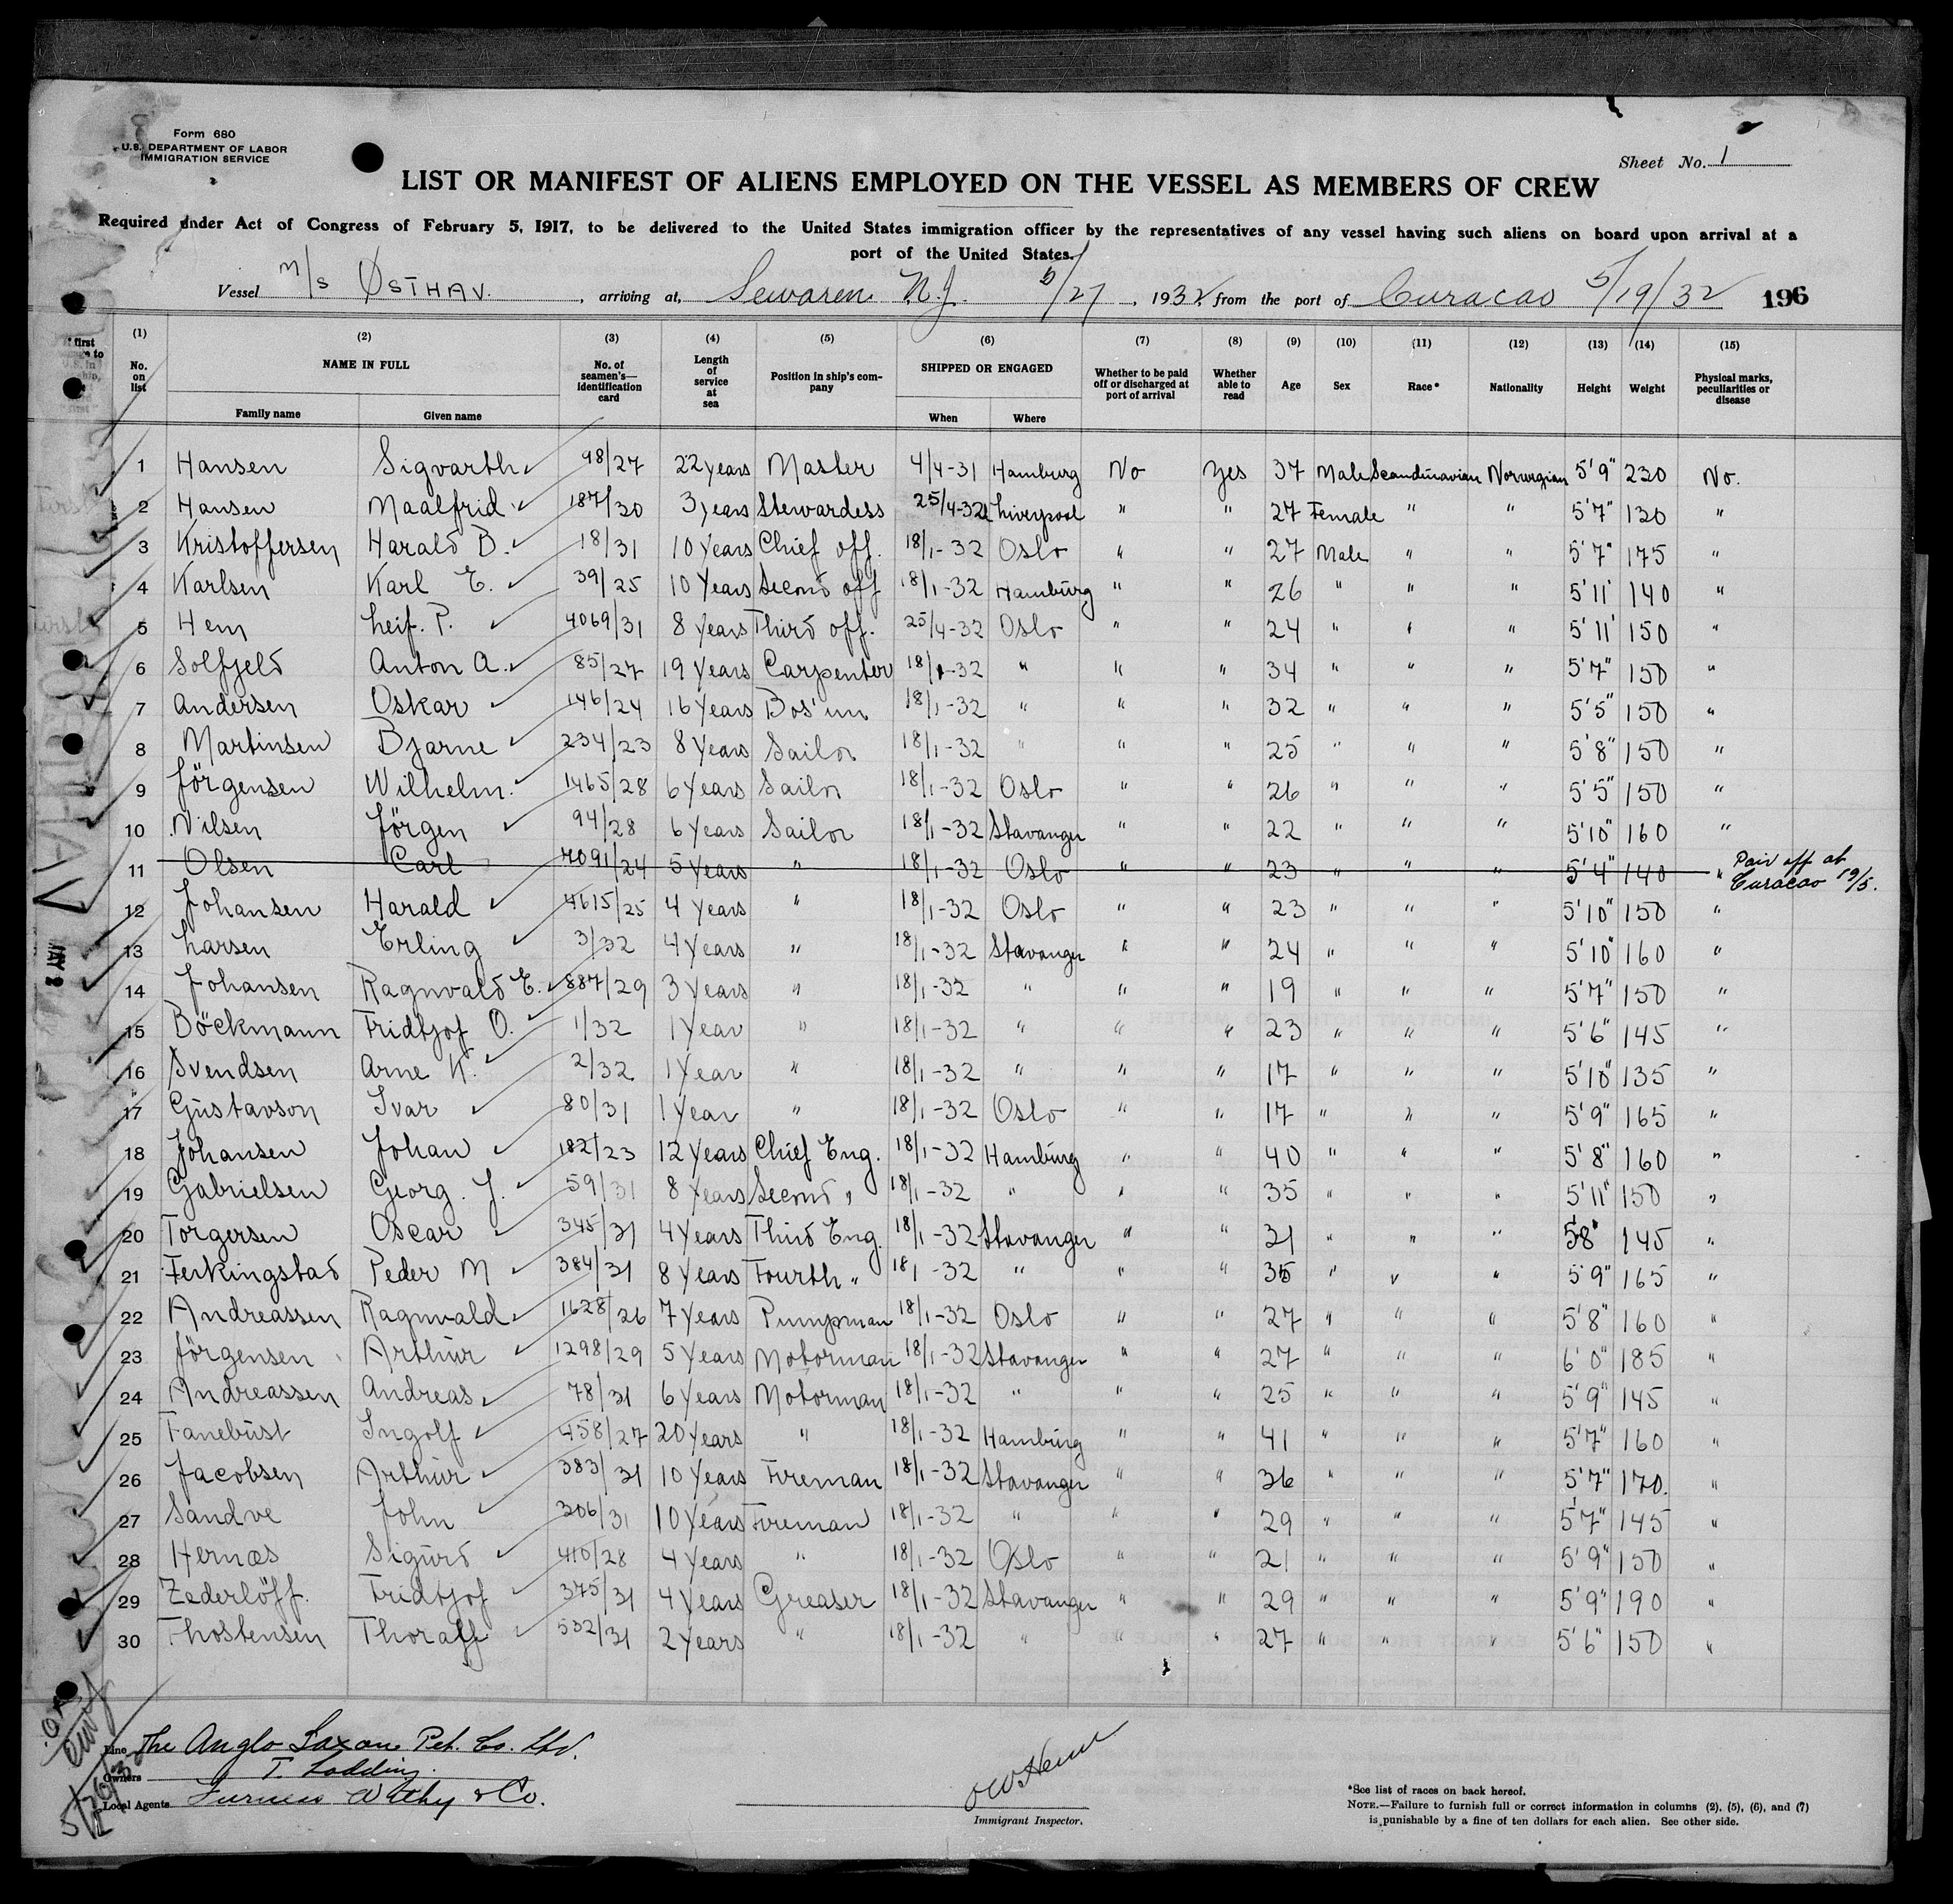 Form 680
U.S. DEPARTMENT OF LABOR
IMMIGRATION SERVICE
Sheet No. 1
LIST OR MANIFEST OF ALIENS EMPLOYED ON THE VESSEL AS MEMBERS OF CREW
Required under Act of Congress of February 5, 1917, to be delivered to the United States immigration officer by the representatives of any vessel having such aliens on board upon arrival at a
port of the United States.
Vessel M/S ØSTHAV. , arriving at, Sewaren N.J. 5/27 , 1932 from the port of Curacao 5/19/32 196
(1) (2) (3) (4) (5) (6) (7) (8) (9) (10) (11) (12) (13) (14) (15)
No. on list NAME IN FULL Family name Given name No. of seamen's identification card Length of service at sea Position in ship's company SHIPPED OR ENGAGED When Where Whether to be paid off or discharged at port of arrival Whether able to read Age Sex Race* Nationality Height Weight Physical marks, peculiarities or disease
1 Hansen Sigvarth 98/27 22 years Master 4/4-31 Hamburg No Yes 37 Male Scandinavian Norwegian 5'9" 230 No.
2 Hansen Maalfrid 187/30 3 years Stewardess 25/4-32 Liverpool " " 27 Female " " 5'7" 120 "
3 Kristoffersen Harald B. 18/31 10 Years Chief off. 18/1-32 Oslo " " 27 Male " " 5'7" 175 "
4 Karlsen Karl E. 39/25 10 Years Second off 18/1-32 Hamburg " " 26 " " " 5'11' 140 "
5 Hem Leif. P. 4069/31 8 Years Third off. 25/4-32 Oslo " " 24 " " " 5'11' 150 "
6 Solfjeld Anton A. 85/27 19 Years Carpenter 18/1-32 " " " 34 " " " 5'7" 150 "
7 Andersen Oskar 146/24 16 Years Bos'un 18/1-32 " " " 32 " " " 5'5" 150 "
8 Martinsen Bjarne 234/23 8 Years Sailor 18/1-32 " " " 25 " " " 5'8" 150 "
9 Jörgensen Wilhelm. 1465/28 6 Years Sailor 18/1-32 Oslo " " 26 " " " 5'5" 150 "
10 Nilsen Jörgen 94/28 6 Years Sailor 18/1-32 Stavanger " " 22 " " " 5'10" 160 "
11 Olsen Carl 4091/24 5 Years " 18/1-32 Oslo " " 23 " " " 5'4" 140 " Paid off at Curacao 19/5.
12 Johansen Harald 4615/25 4 Years " 18/1-32 Oslo " " 23 " " " 5'10" 150 "
13 Larsen Erling 3/32 4 Years " 18/1-32 Stavanger " " 24 " " " 5'10" 160 "
14 Johansen Ragnvald E. 887/29 3 Years " 18/1-32 " " " 19 " " " 5'7" 150 "
15 Böckmann Fridtjof O. 1/32 1 Year " 18/1-32 " " " 23 " " " 5'6" 145 "
16 Svendsen Arne K. 2/32 1 Year " 18/1-32 " " " 17 " " " 5'10" 135 "
17 Gustavson Ivar 80/31 1 Year " 18/1-32 Oslo " " 17 " " " 5'9" 165 "
18 Johansen Johan 182/23 12 Years Chief Eng. 18/1-32 Hamburg " " 40 " " " 5'8" 160 "
19 Gabrielsen Georg. J. 59/31 8 Years Second " 18/1-32 " " " 35 " " " 5'11" 150 "
20 Torgersen Oscar 345/31 4 Years Third Eng. 18/1-32 Stavanger " " 31 " " " 5'8" 145 "
21 Ferkingstad Peder M 384/31 8 Years Fourth " 18/1-32 " " " 35 " " " 5'9" 165 "
22 Andreassen Ragnvald 1628/26 7 Years Pumpman 18/1-32 Oslo " " 27 " " " 5'8" 160 "
23 Jörgensen Arthur 1298/29 5 Years Motorman 18/1-32 Stavanger " " 27 " " " 6'0" 185 "
24 Andreassen Andreas 78/31 6 Years Motorman 18/1-32 " " " 25 " " " 5'9" 145 "
25 Fanebust Ingolf 458/27 20 Years " 18/1-32 Hamburg " " 41 " " " 5'7" 160 "
26 Jacobsen Arthur 383/31 10 Years Fireman 18/1-32 Stavanger " " 36 " " " 5'7" 170. "
27 Sandve John 306/31 10 Years Fireman 18/1-32 " " " 29 " " " 5'7" 145 "
28 Hernæs Sigurd 410/28 4 Years " 18/1-32 Oslo " " 21 " " " 5'9" 150 "
29 Zederlöff. Fridtjof 375/31 4 Years Greaser 18/1-32 Stavanger " " 29 " " " 5'9" 190 "
30 Thostensen Thoralf 532/31 2 Years " 18/1-32 " " " 27 " " " 5'6" 150 "
Line The Anglo Saxon Pet. Co. Ltd.
Owners T. Lodding.
Local Agents Furness Withy & Co.
Immigrant Inspector.
*See list of races on back hereof.
NOTE.—Failure to furnish full or correct information in columns (2), (5), (6), and (7)
is punishable by a fine of ten dollars for each alien. See other side.